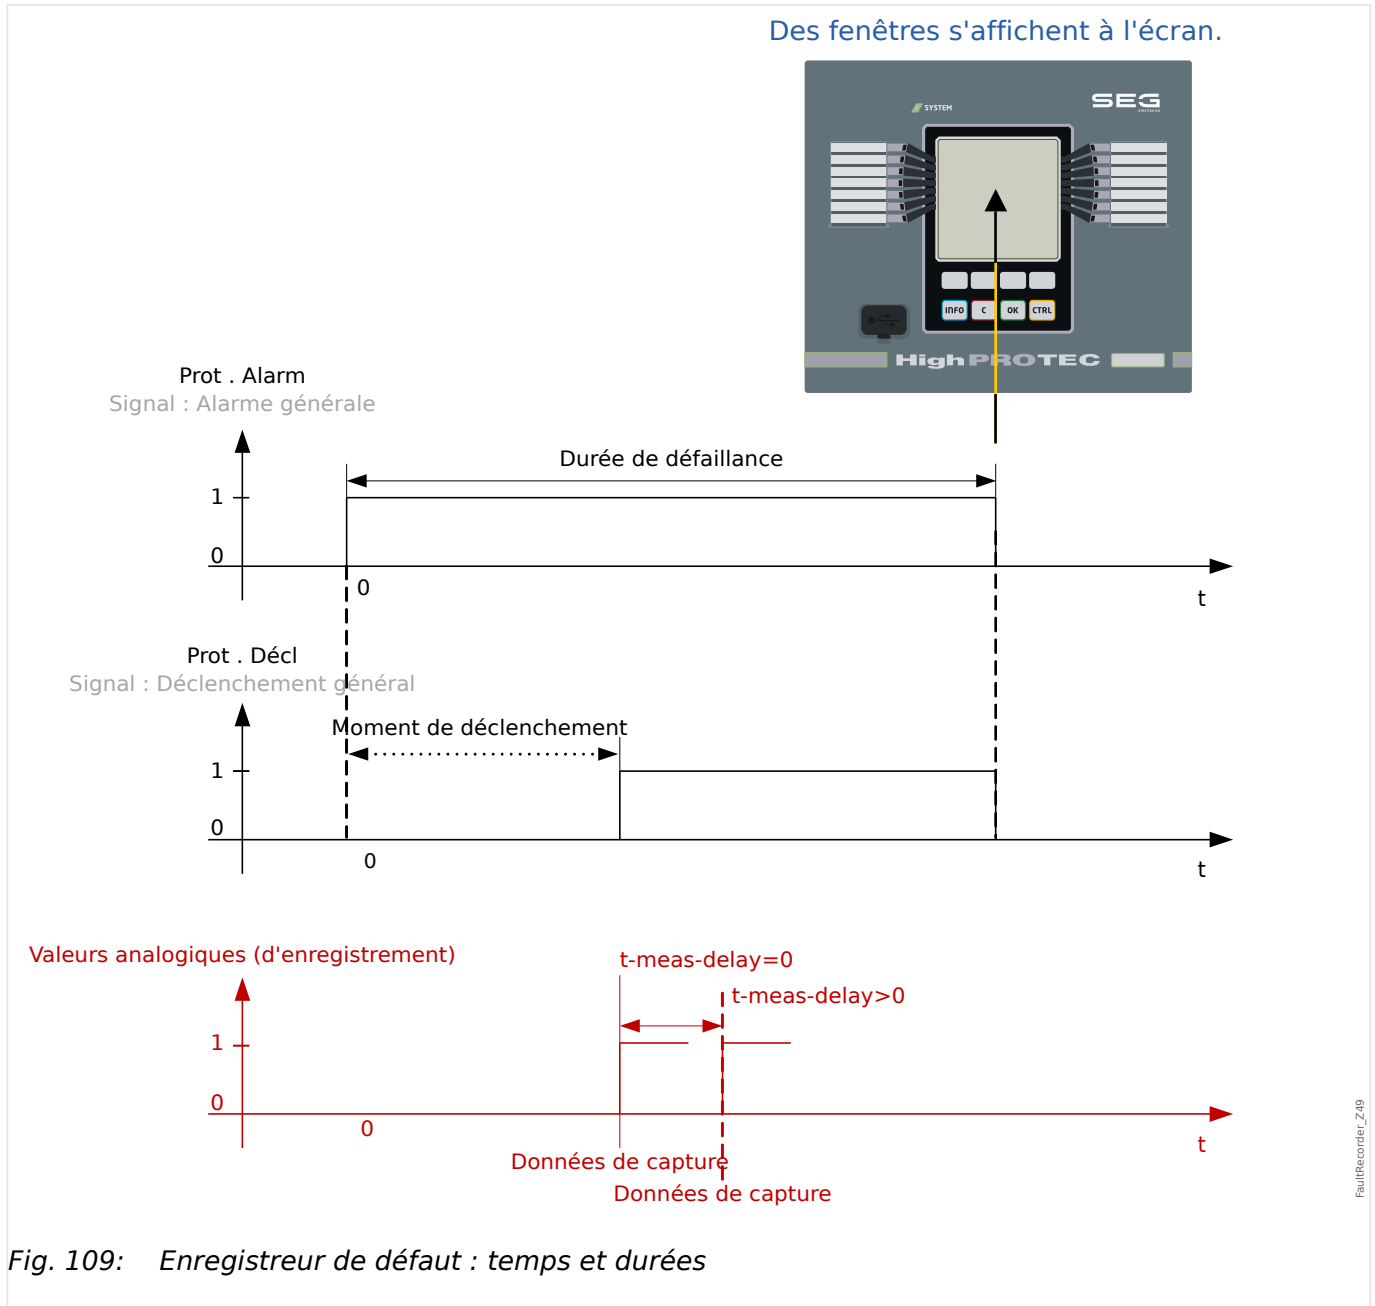 Des fenêtres s'affichent à l'écran.
SYSTEM
SEG
electronics
INFO C OK CTRL
HighPROTEC
Prot . Alarm
Signal : Alarme générale
Durée de défaillance
1
0
0
t
Prot . Décl
Signal : Déclenchement général
Moment de déclenchement
1
0
0
t
Valeurs analogiques (d'enregistrement)
t-meas-delay=0
t-meas-delay>0
1
0
0
t
Données de capture
Données de capture
FaultRecorder_Z49
Fig. 109: Enregistreur de défaut : temps et durées